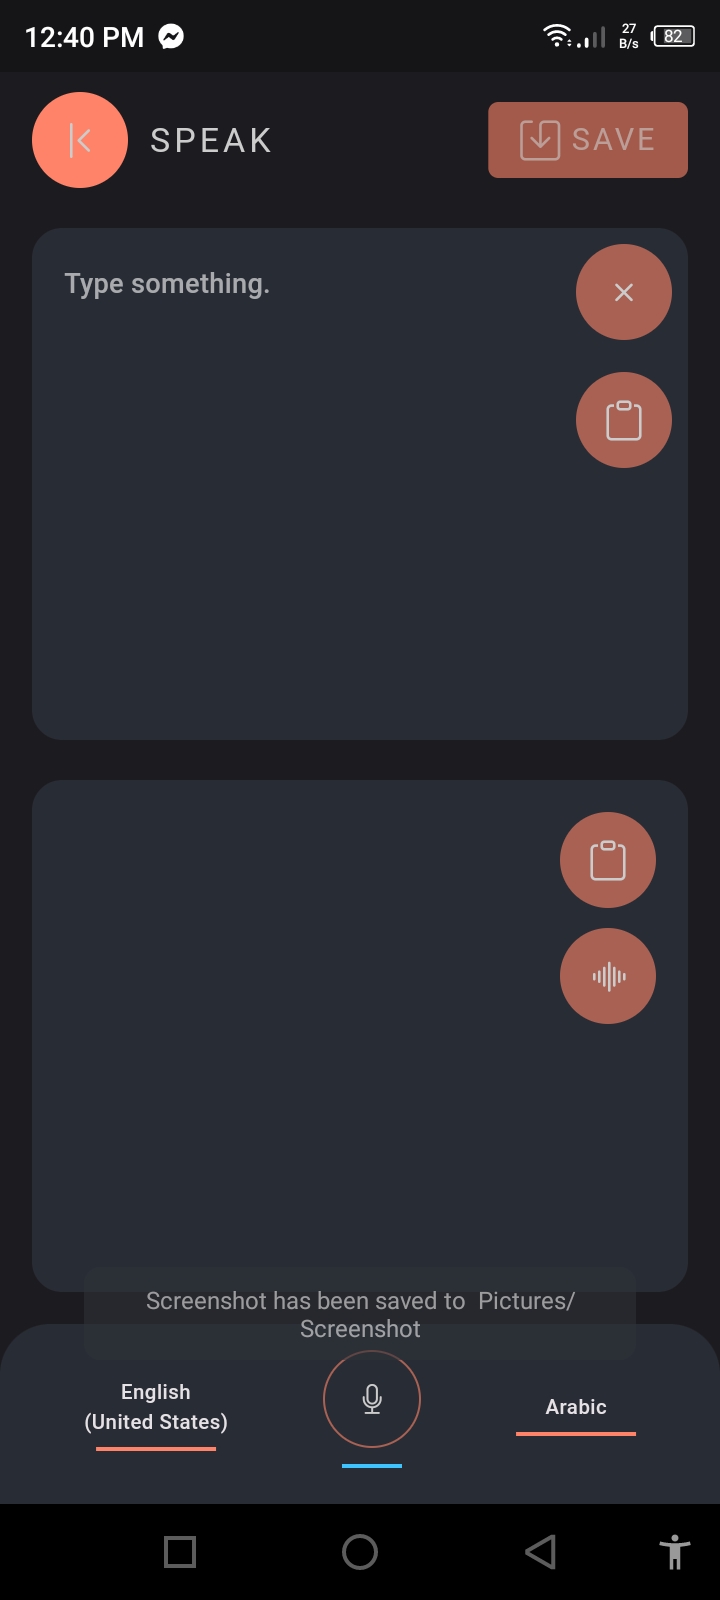 12:40 PM
27
B/s
82
SPEAK
SAVE
Type something.
Screenshot has been saved to  Pictures/
Screenshot
English
(United States)
Arabic